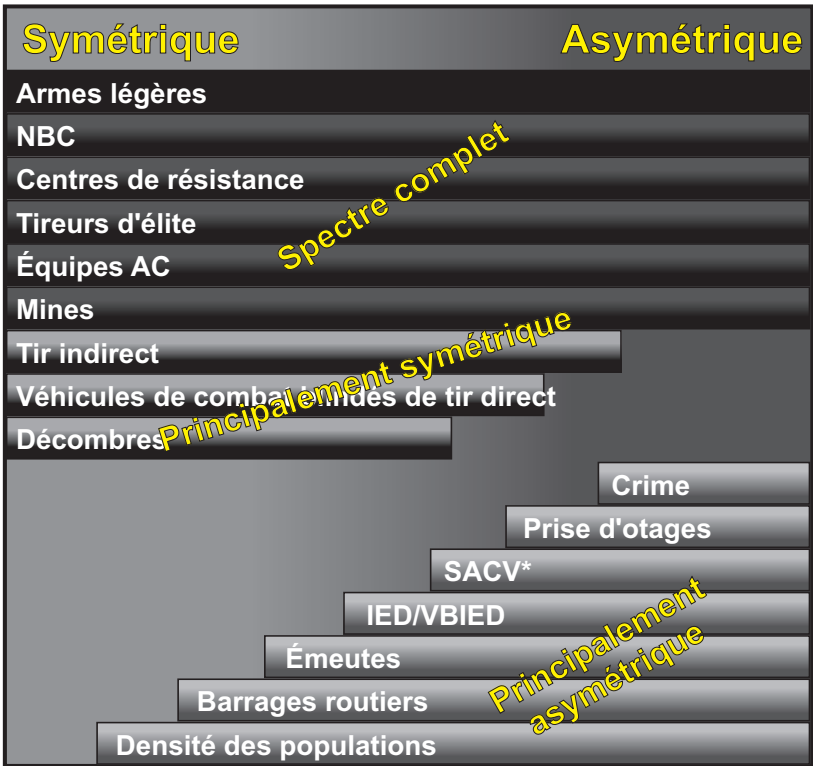 Symétrique Asymétrique
Armes légères
NBC
Centres de résistance
Tireurs d'élite
Équipes AC
Mines
Spectre complet
Tir indirect
Véhicules de combat blindés de tir direct
Décombres
Principalement symétrique
Crime
Prise d'otages
SACV*
IED/VBIED
Émeutes
Barrages routiers
Densité des populations
Principalement
asymétrique